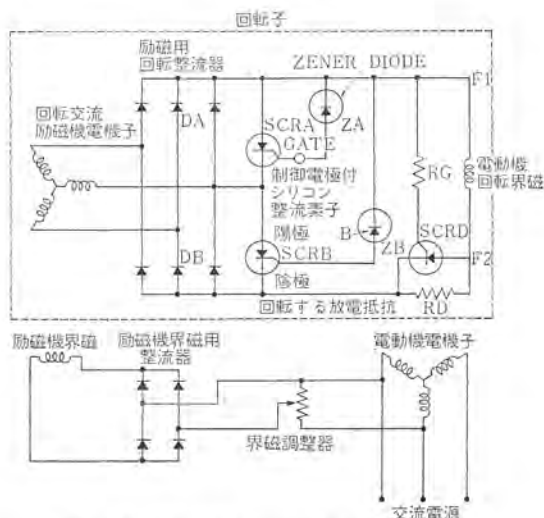 回転子
励磁用
回転整流器
ZENER DIODE
F1
回転交流
励磁機電機子
DA
SCRA
GATE
ZA
制御電極付
シリコン
整流素子
RG
電動機
回転界磁
陽極
B
SCRD
DB
SCRB
ZB
F2
陰極
回転する放電抵抗
RD
励磁機界磁
励磁機界磁用
整流器
電動機電機子
界磁調整器
交流電源